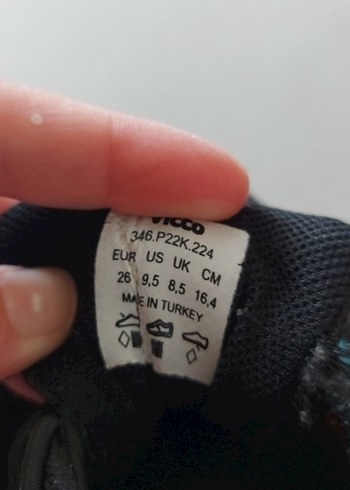 Vicco
346.P22K.224
EUR US UK CM
26 9,5 8,5 16,4
MADE IN TURKEY